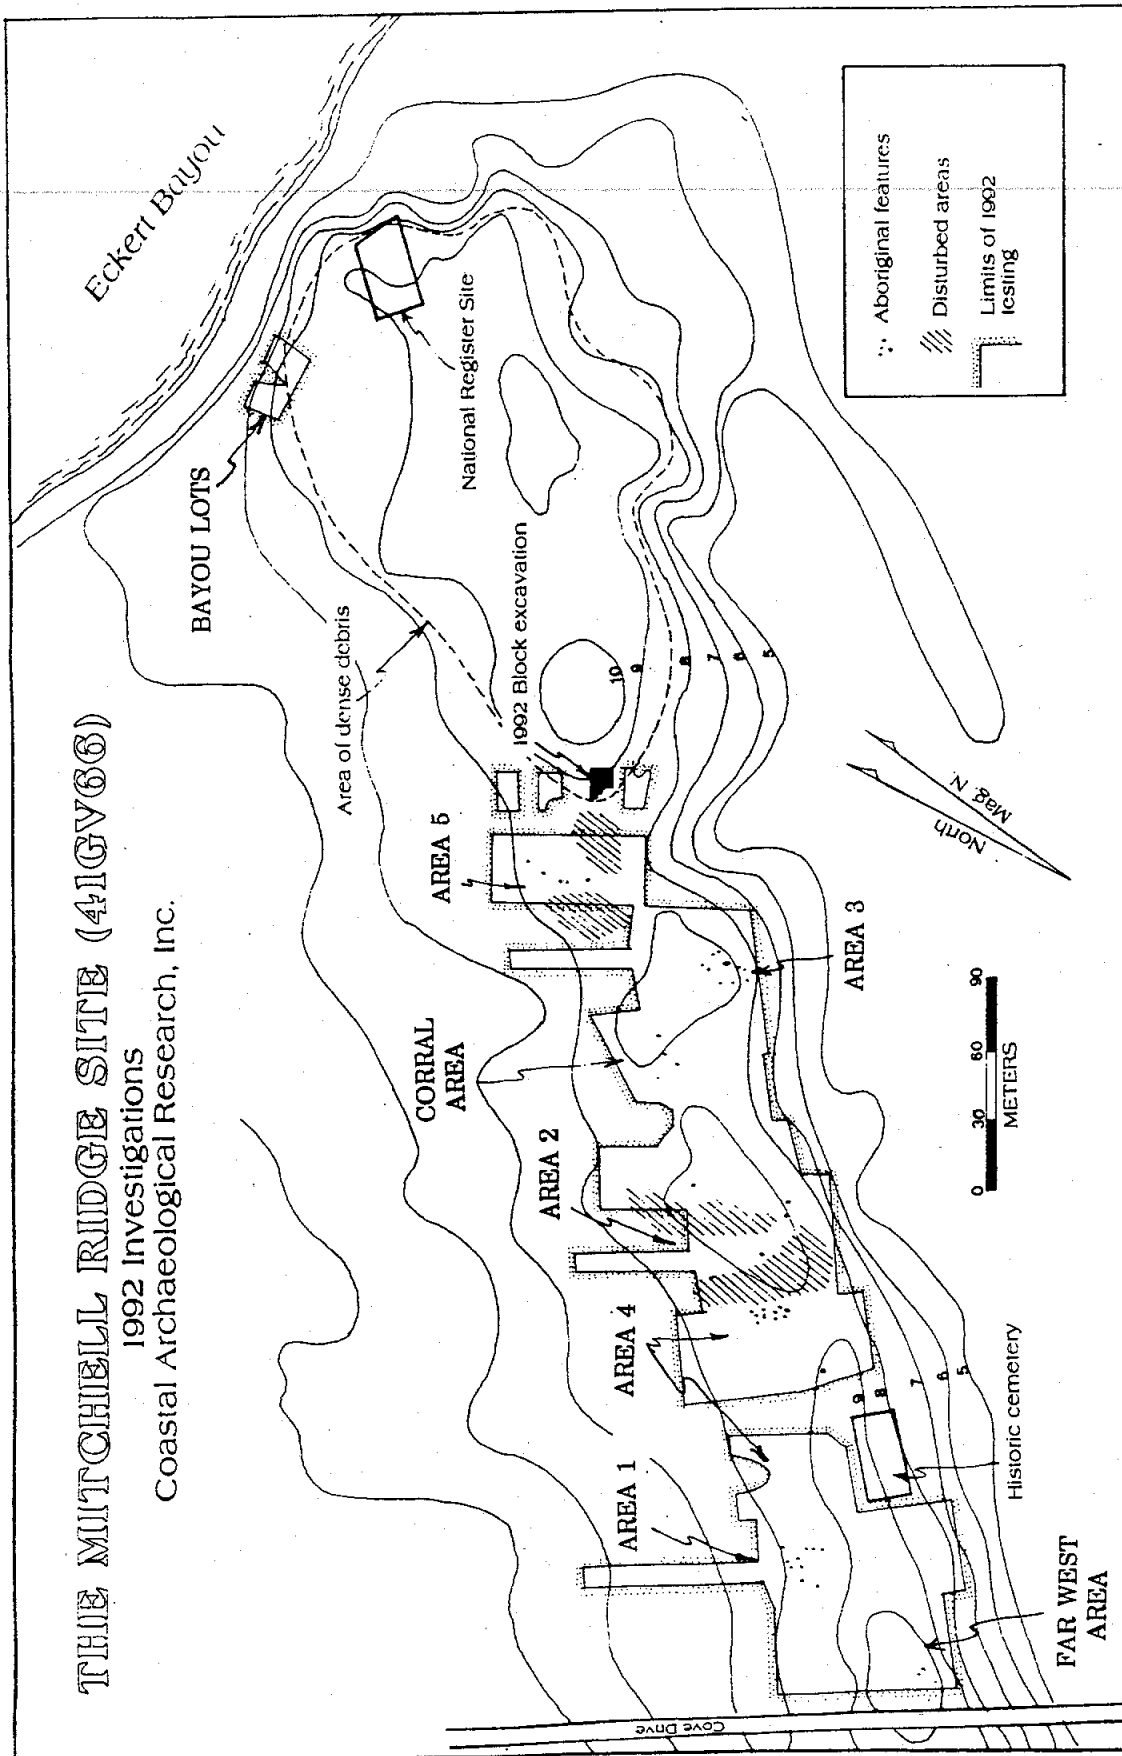 THE MITCHELL RIDGE SITE (41GV66)
1992 Investigations
Coastal Archaeological Research, Inc.
Eckert Bayou
BAYOU LOTS
National Register Site
Area of dense debris
1992 Block excavation
10
9
8
7
6
5
AREA 5
CORRAL
AREA
AREA 3
AREA 2
AREA 4
AREA 1
9
8
7
6
5
Historic cemetery
FAR WEST
AREA
Cove Drive
0 30 60 90
METERS
North
Mag. N.
Aboriginal features
Disturbed areas
Limits of 1992
testing